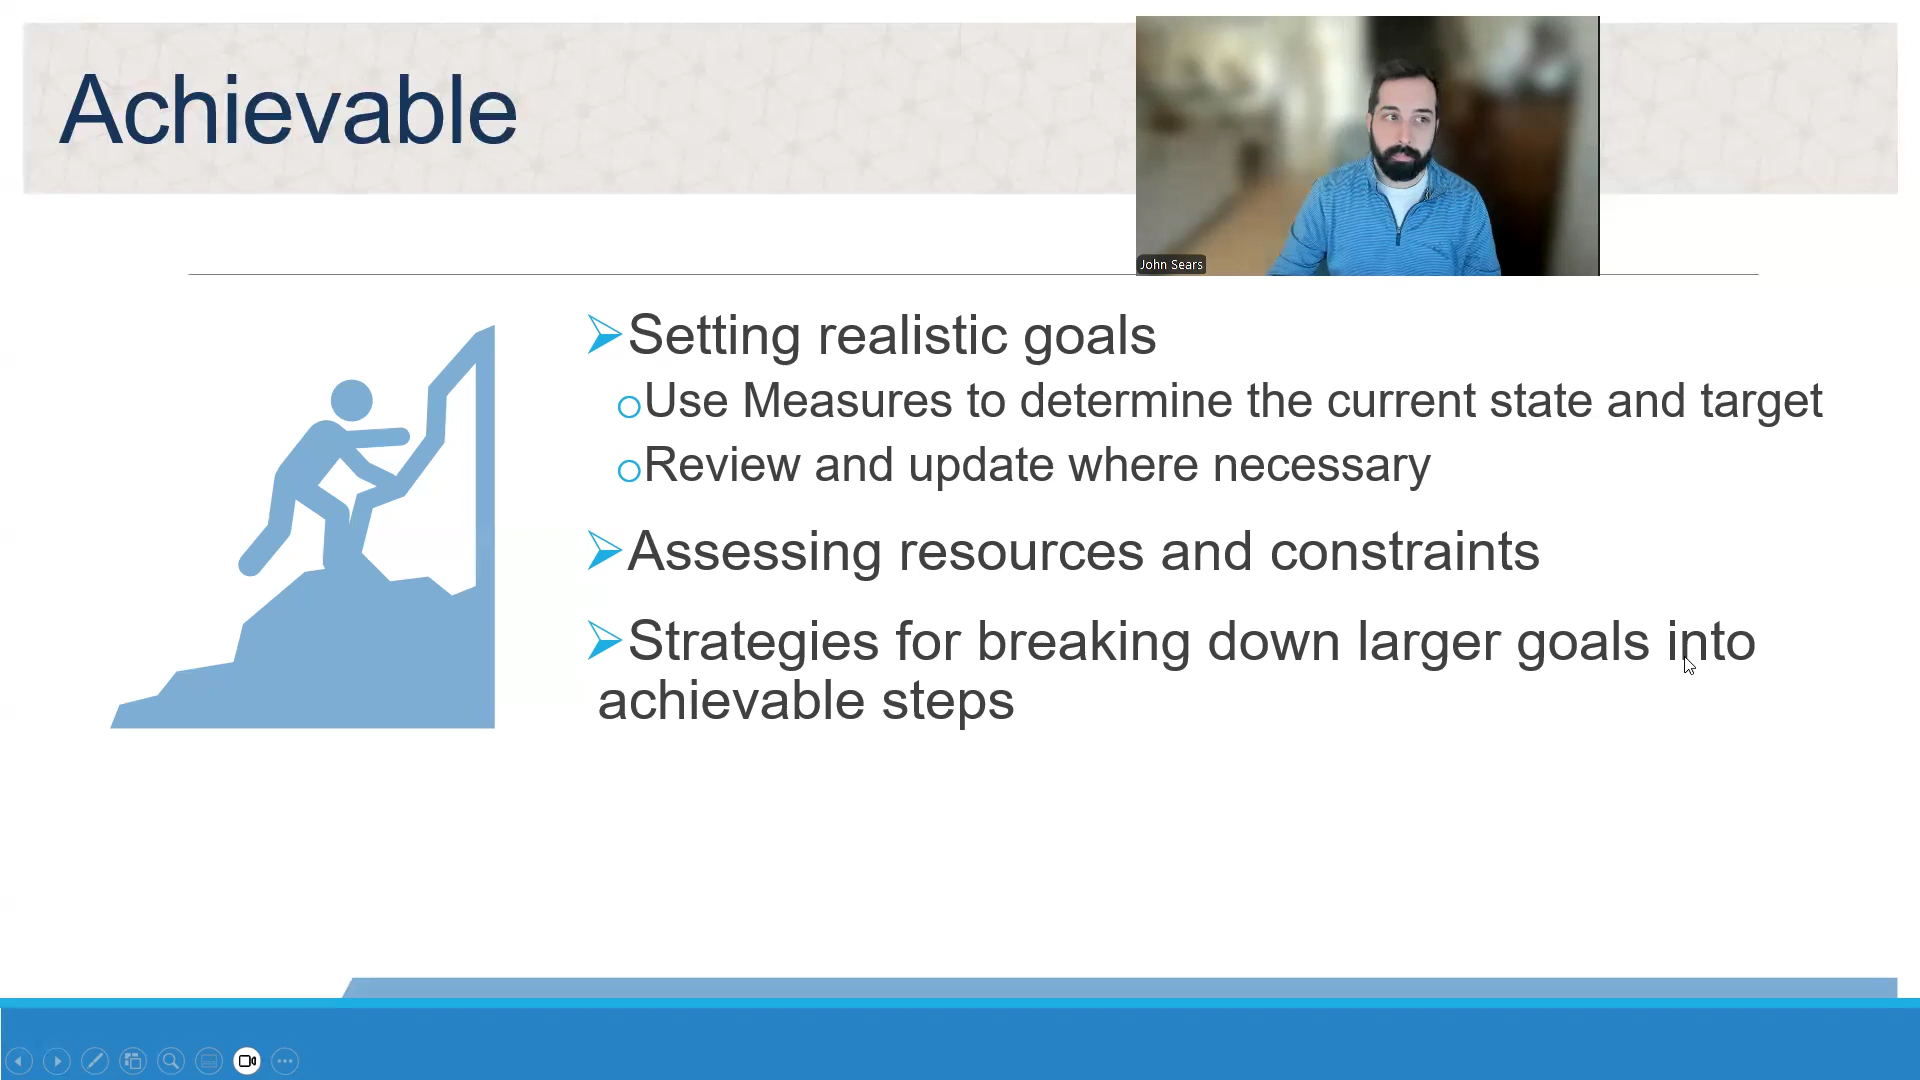 Achievable
John Sears
Setting realistic goals
Use Measures to determine the current state and target
Review and update where necessary
Assessing resources and constraints
Strategies for breaking down larger goals into
achievable steps